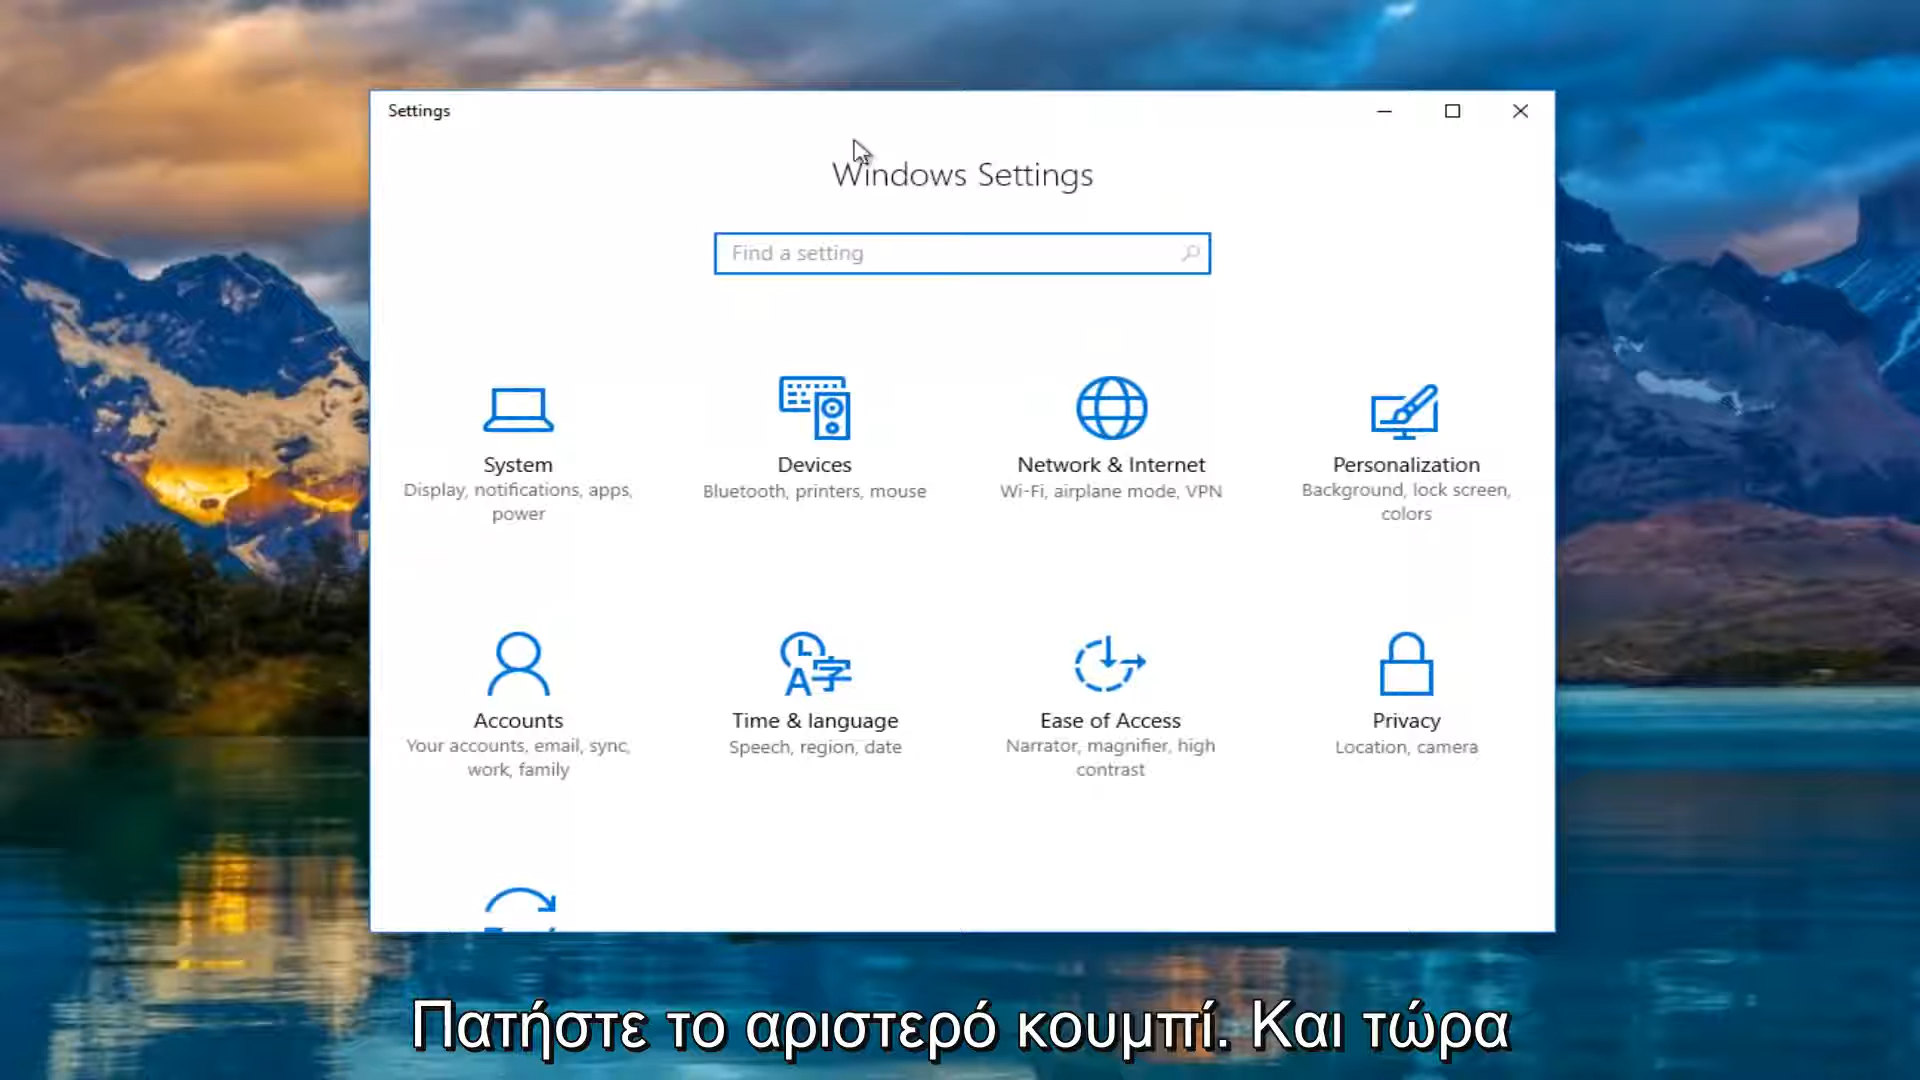 Settings
Windows Settings
Find a setting
System
Display, notifications, apps,
power
Devices
Bluetooth, printers, mouse
Network & Internet
Wi-Fi, airplane mode, VPN
Personalization
Background, lock screen,
colors
Accounts
Your accounts, email, sync,
work, family
Time & language
Speech, region, date
Ease of Access
Narrator, magnifier, high
contrast
Privacy
Location, camera
Πατήστε το αριστερό κουμπί. Και τώρα